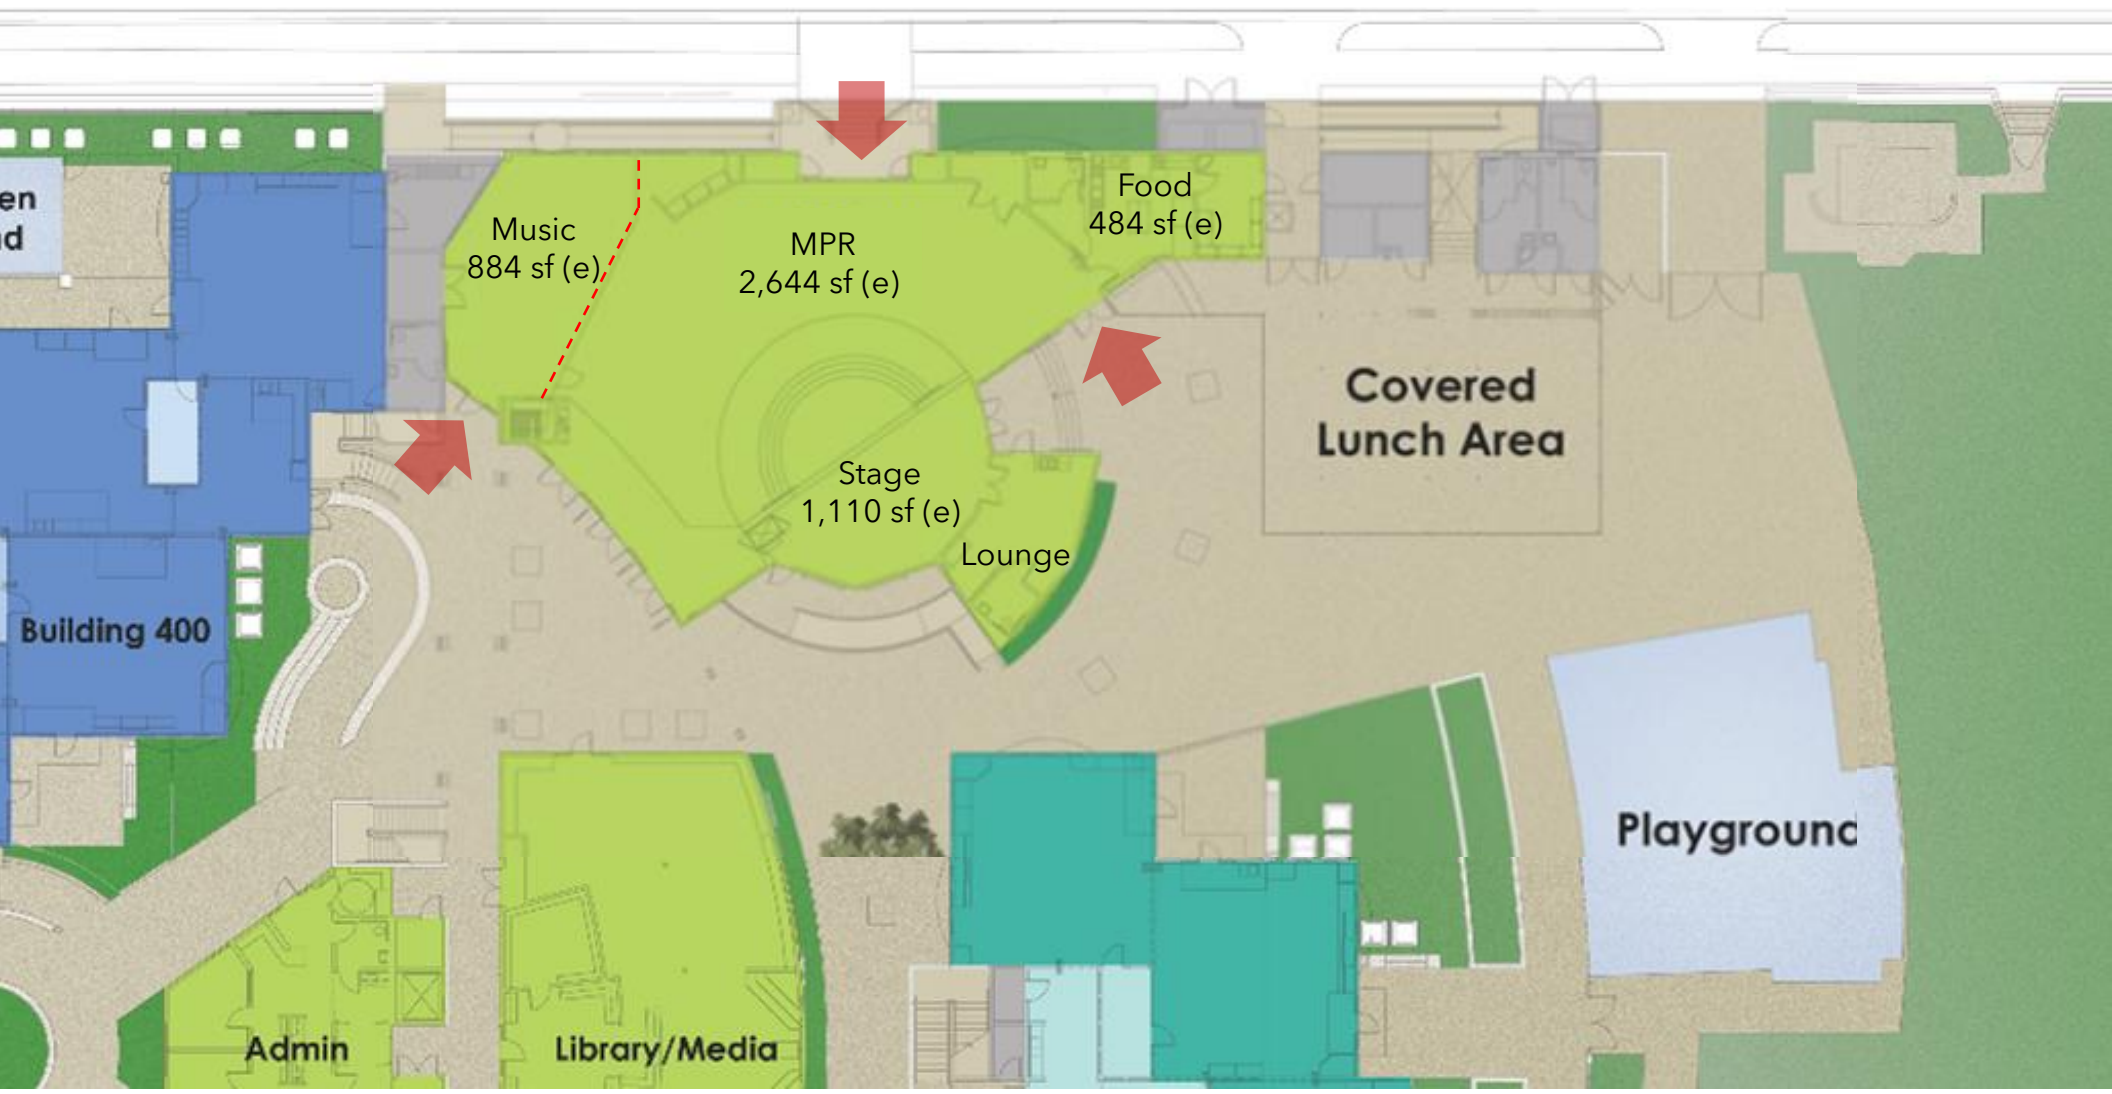 en
d
Music
884 sf (e)
MPR
2,644 sf (e)
Food
484 sf (e)
Covered
Lunch Area
Stage
1,110 sf (e)
Lounge
Building 400
Playground
Admin
Library/Media